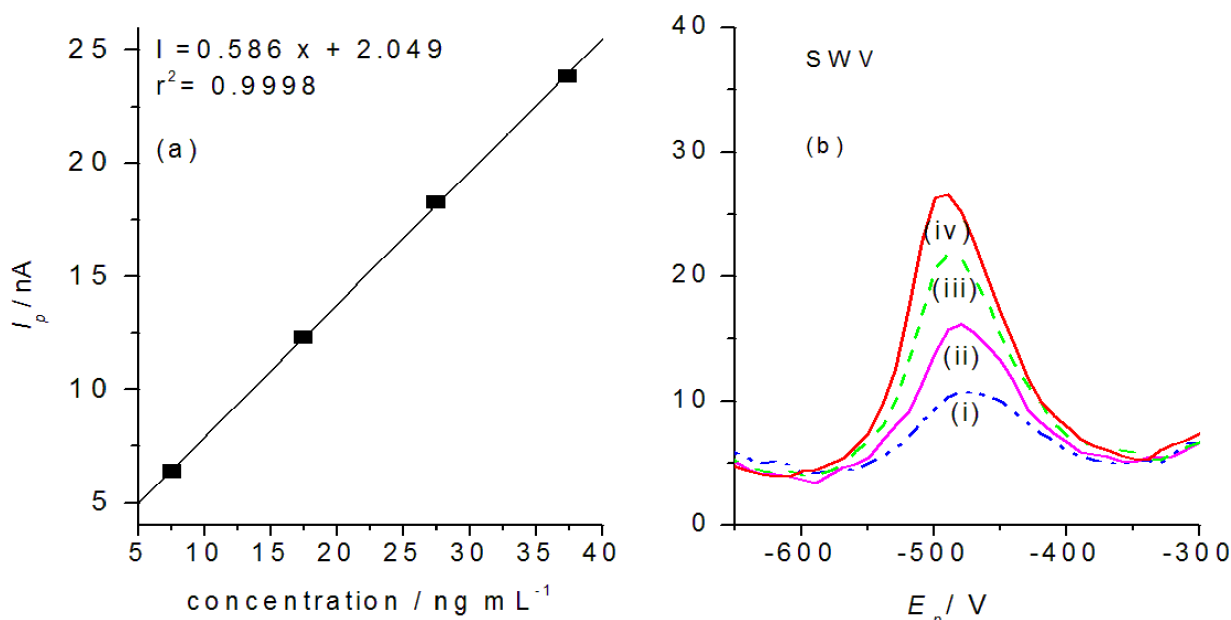 I = 0.586 x + 2.049
r² = 0.9998
(a)
25
20
15
10
5
I_p / nA
5 10 15 20 25 30 35 40
concentration / ng mL⁻¹
SWV
(b)
40
30
20
10
0
(iv)
(iii)
(ii)
(i)
-600 -500 -400 -300
E_p / V